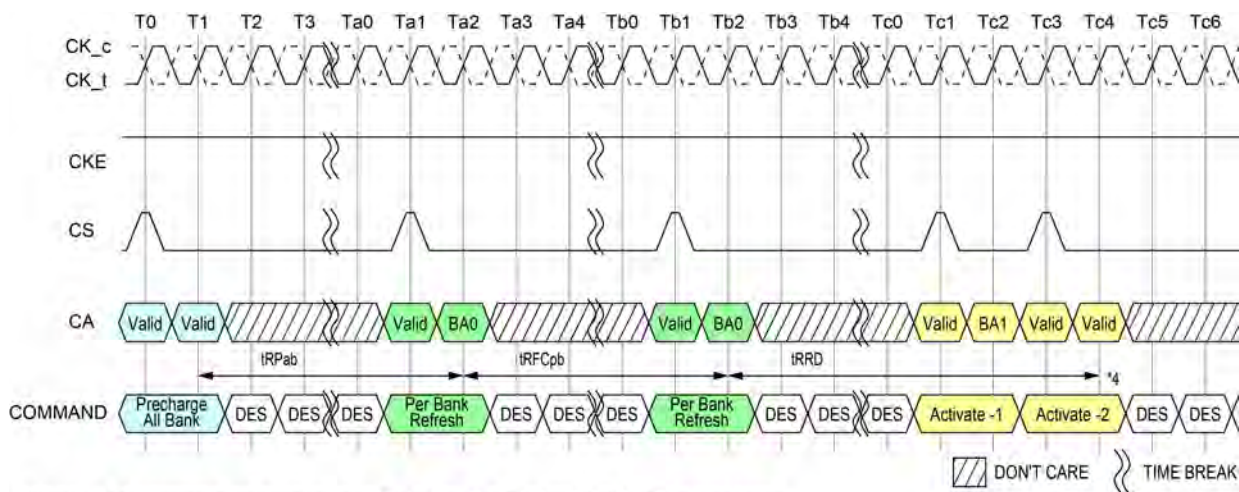 T0 T1 T2 T3 Ta0 Ta1 Ta2 Ta3 Ta4 Tb0 Tb1 Tb2 Tb3 Tb4 Tc0 Tc1 Tc2 Tc3 Tc4 Tc5 Tc6
CK_c
CK_t
CKE
CS
CA Valid Valid Valid BA0 Valid BA0 Valid BA1 Valid Valid
tRPab tRFCpb tRRD *4
COMMAND Precharge All Bank DES DES DES Per Bank Refresh DES DES DES Per Bank Refresh DES DES DES Activate -1 Activate -2 DES DES
DON'T CARE TIME BREAK